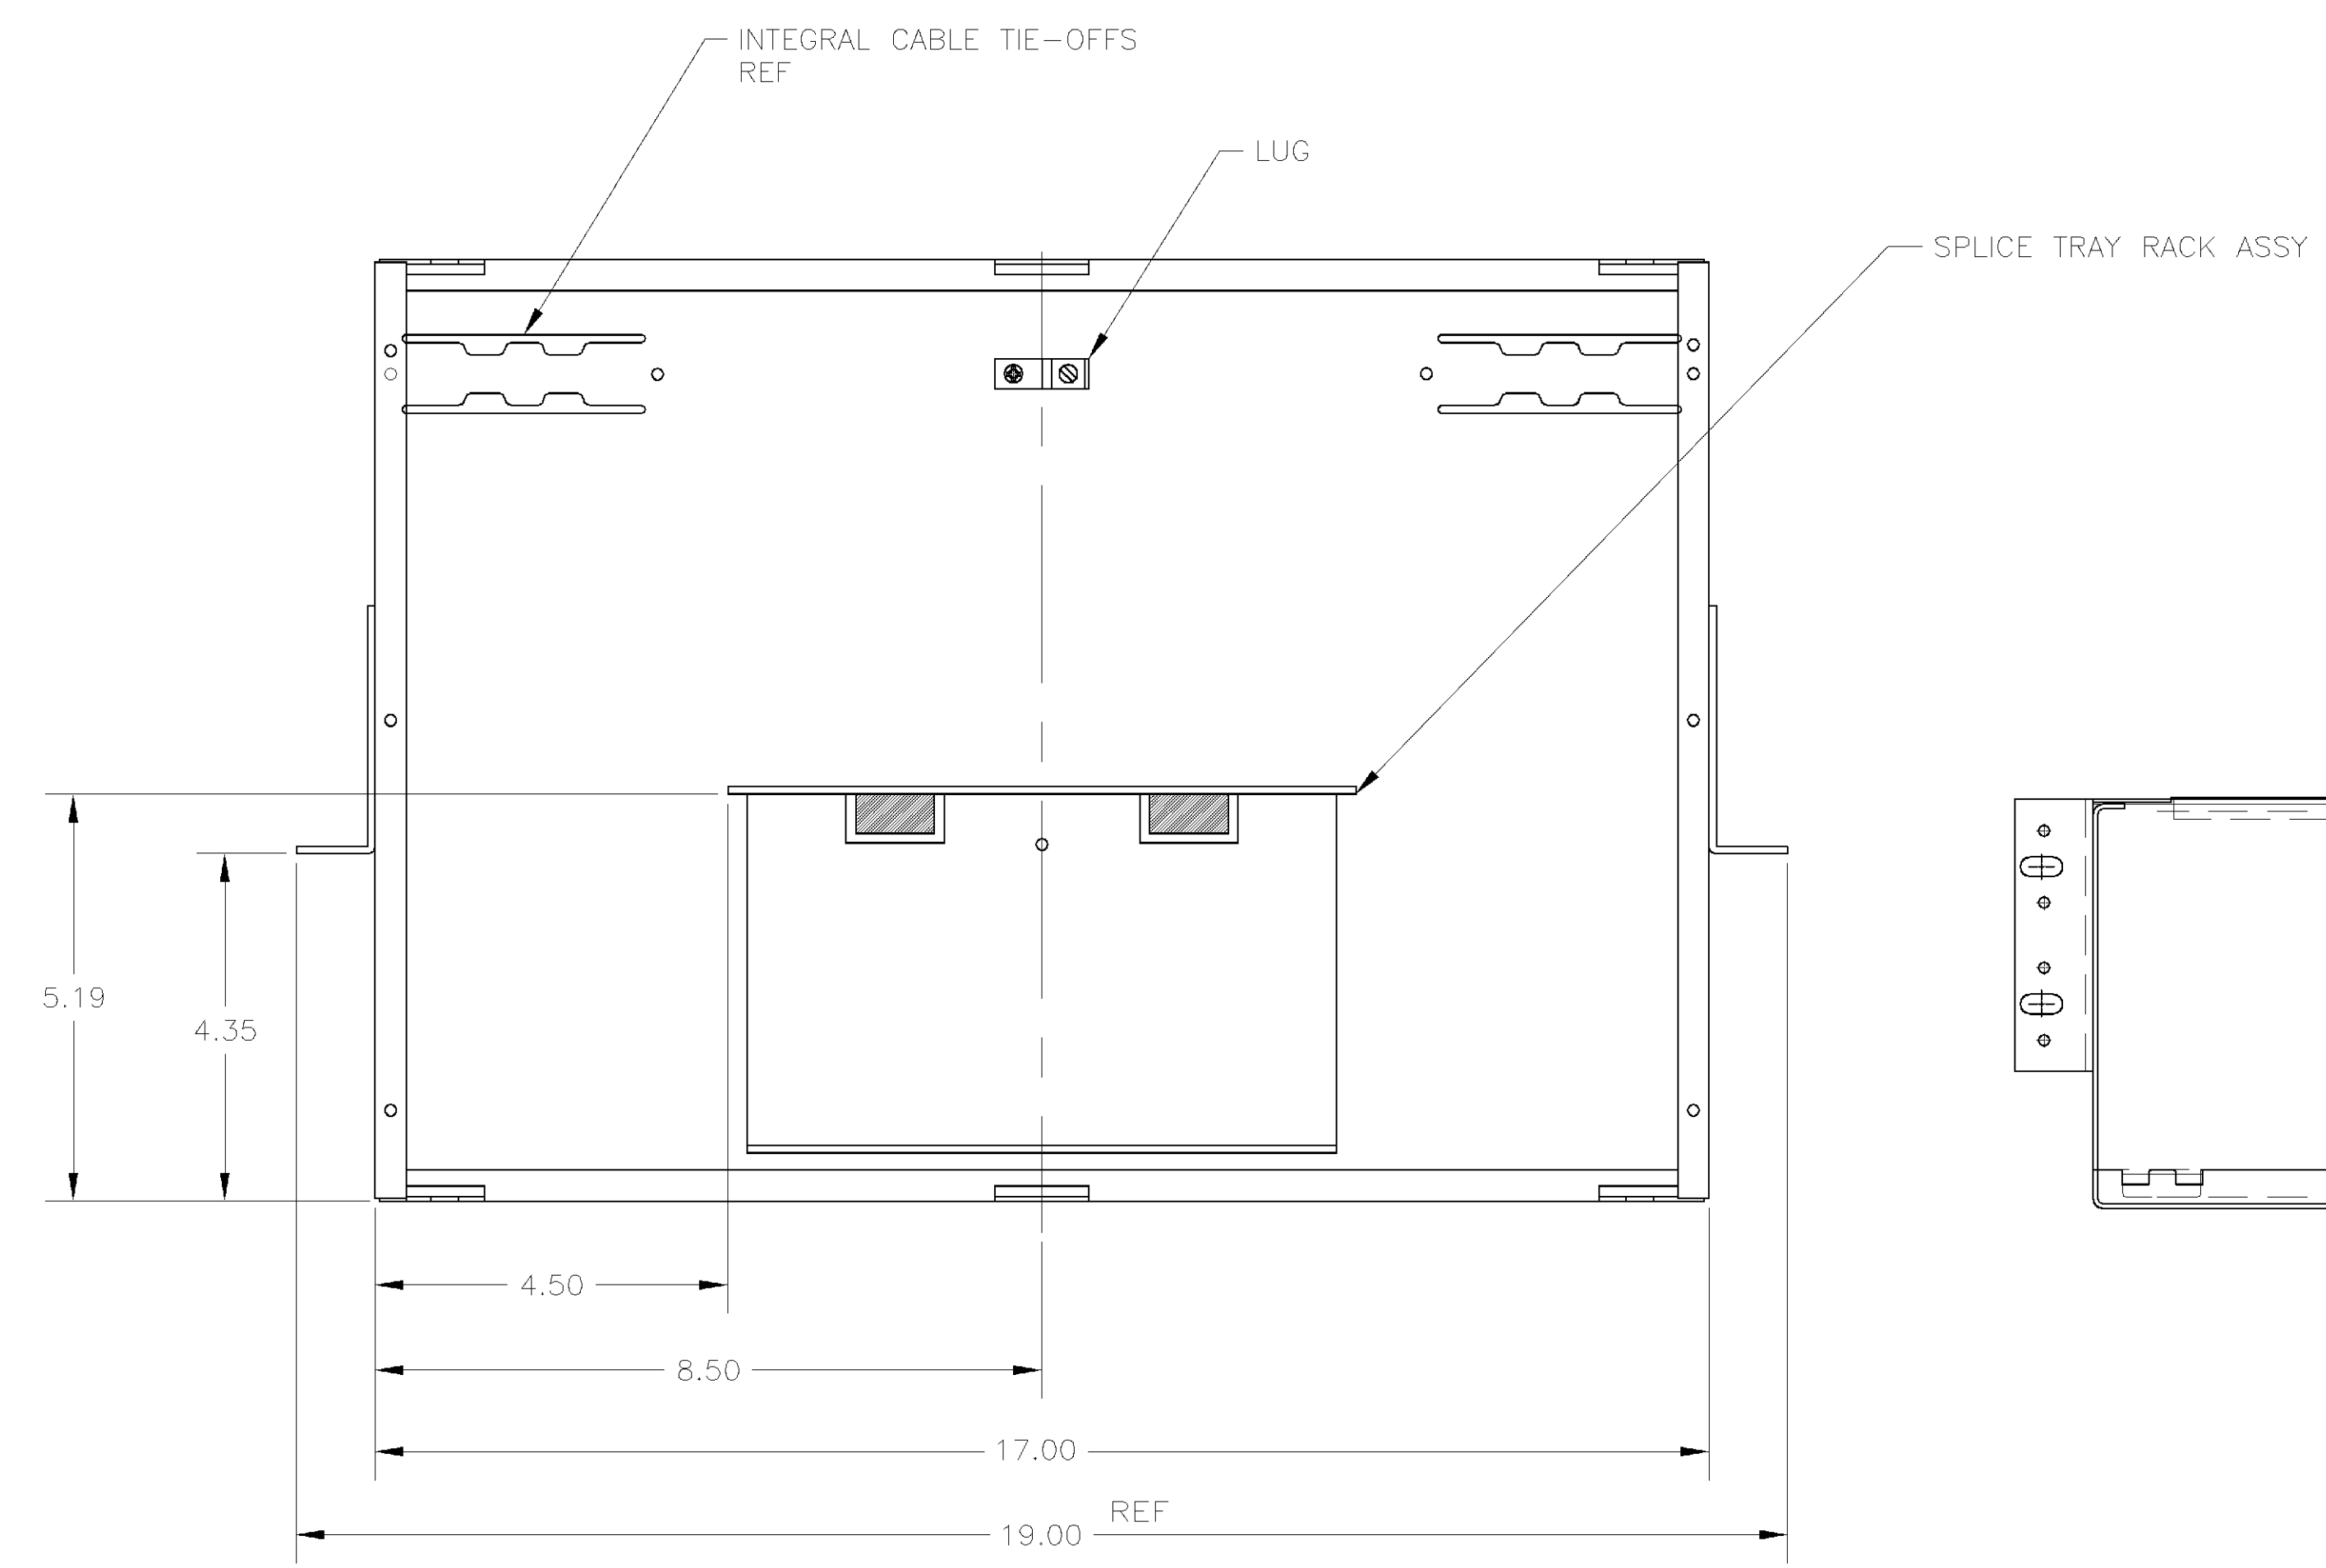 INTEGRAL CABLE TIE-OFFS
REF
LUG
SPLICE TRAY RACK ASSY
5.19
4.35
4.50
8.50
17.00
REF
19.00